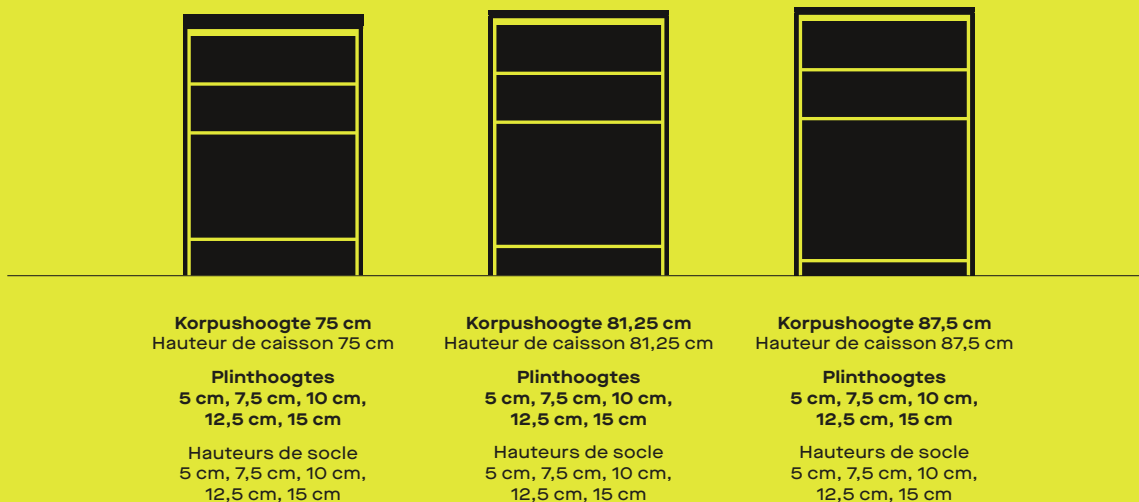 Korpushoogte 75 cm
Hauteur de caisson 75 cm
Plinthoogtes
5 cm, 7,5 cm, 10 cm,
12,5 cm, 15 cm
Hauteurs de socle
5 cm, 7,5 cm, 10 cm,
12,5 cm, 15 cm
Korpushoogte 81,25 cm
Hauteur de caisson 81,25 cm
Plinthoogtes
5 cm, 7,5 cm, 10 cm,
12,5 cm, 15 cm
Hauteurs de socle
5 cm, 7,5 cm, 10 cm,
12,5 cm, 15 cm
Korpushoogte 87,5 cm
Hauteur de caisson 87,5 cm
Plinthoogtes
5 cm, 7,5 cm, 10 cm,
12,5 cm, 15 cm
Hauteurs de socle
5 cm, 7,5 cm, 10 cm,
12,5 cm, 15 cm